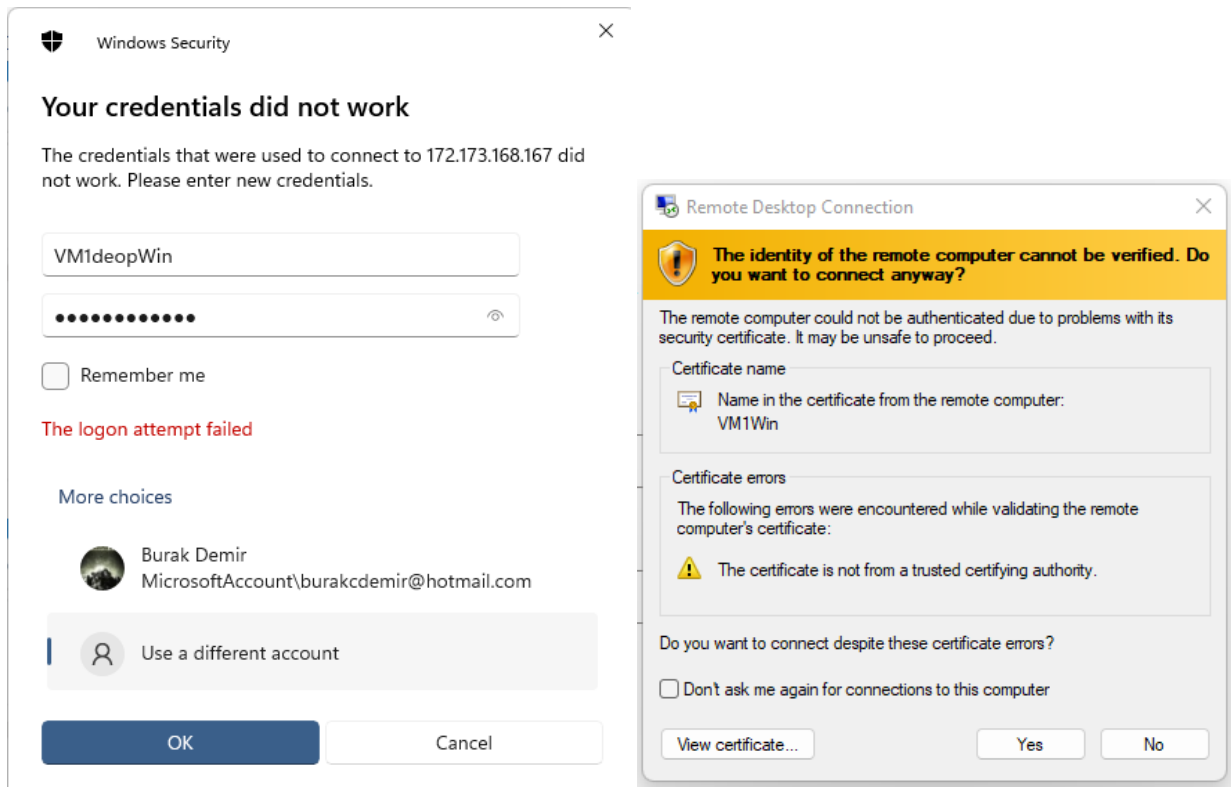 Windows Security
Your credentials did not work
The credentials that were used to connect to 172.173.168.167 did
not work. Please enter new credentials.
VM1deopWin
●●●●●●●●●●●●
Remember me
The logon attempt failed
More choices
Burak Demir
MicrosoftAccount\burakcdemir@hotmail.com
Use a different account
OK
Cancel
Remote Desktop Connection
The identity of the remote computer cannot be verified. Do
you want to connect anyway?
The remote computer could not be authenticated due to problems with its
security certificate. It may be unsafe to proceed.
Certificate name
Name in the certificate from the remote computer:
VM1Win
Certificate errors
The following errors were encountered while validating the remote
computer's certificate:
The certificate is not from a trusted certifying authority.
Do you want to connect despite these certificate errors?
Don't ask me again for connections to this computer
View certificate...
Yes
No